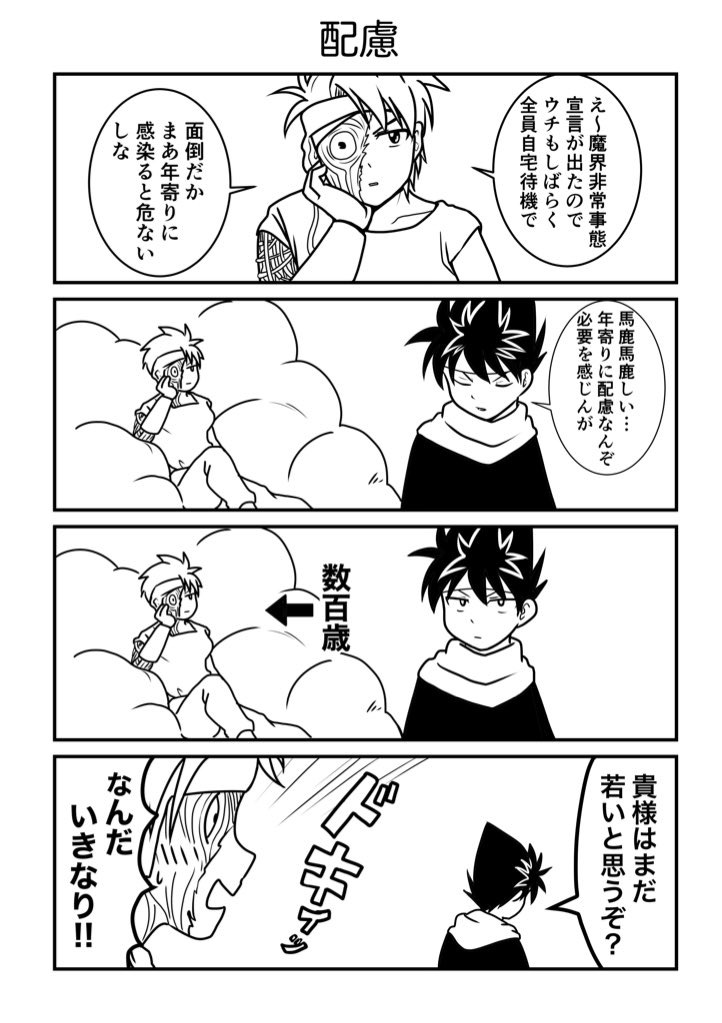 配慮
え～魔界非常事態
宣言が出たので
ウチもしばらく
全員自宅待機で
面倒だか
まあ年寄りに
感染ると危ない
しな
馬鹿馬鹿しい…
年寄りに配慮なんぞ
必要を感じんが
数百歳
貴様はまだ
若いと思うぞ？
ドキィッ
なんだ
いきなり!!